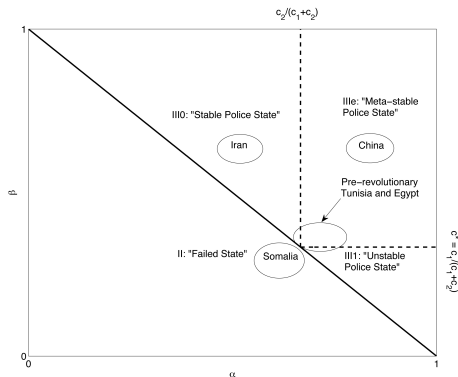 c2/(c1+c2)
1
III0: "Stable Police State"
IIIe: "Meta−stable
Police State"
Iran
China
Pre−revolutionary
Tunisia and Egypt
β
II: "Failed State"
Somalia
III1: "Unstable
Police State"
c* = c1/(c1+c2)
0
0
α
1